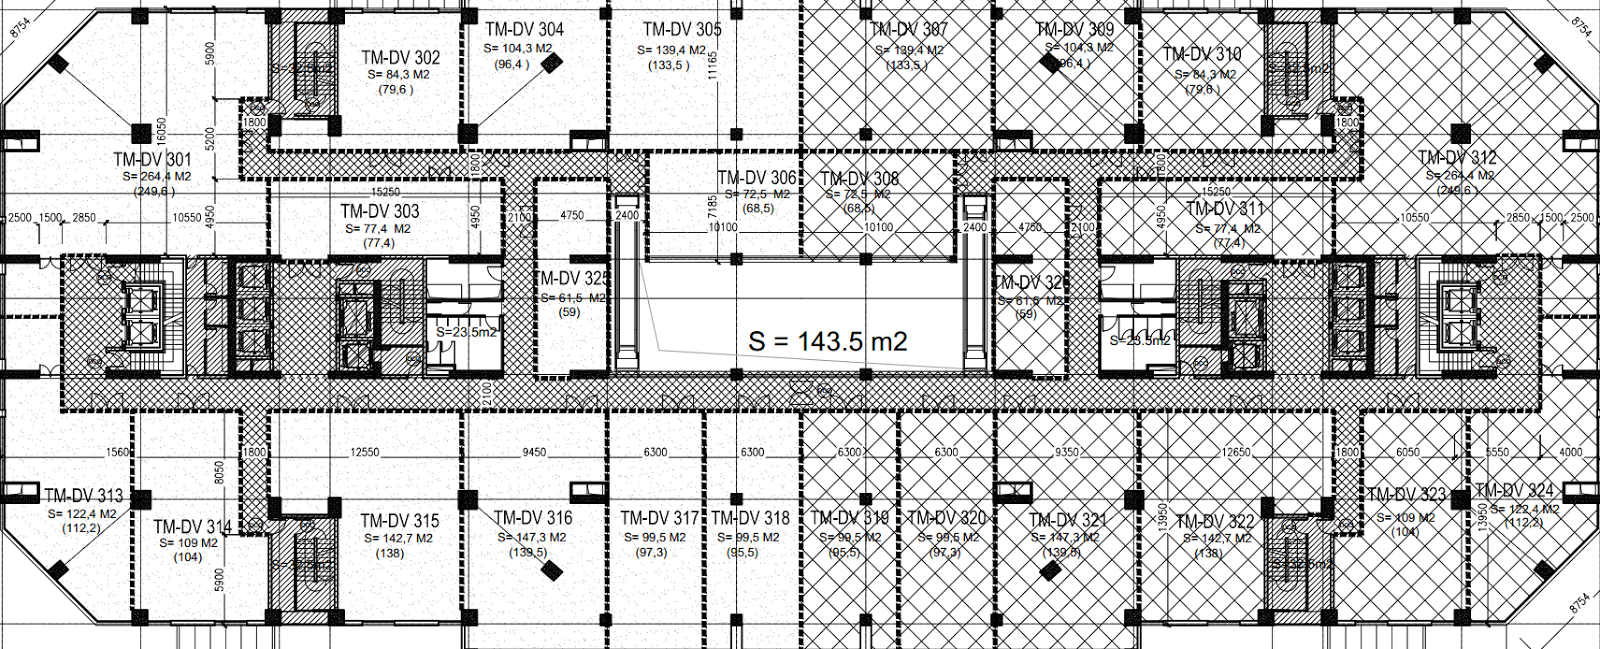 8754
5900
S=32,5m2
TM-DV 302
S= 84,3 M2
(79,6 )
TM-DV 304
S= 104,3 M2
(96,4 )
TM-DV 305
S= 139,4 M2
(133,5 )
11165
TM-DV 307
S= 139,4 M2
(133,5 )
TM-DV 309
S= 104,3 M2
(96,4 )
TM-DV 310
S= 84,3 M2
(79,6 )
8754
1800
16050
5200
1800
1800
1800
TM-DV 301
S= 264,4 M2
(249,6 )
TM-DV 312
S= 264,4 M2
(249,6 )
TM-DV 306
S= 72,5 M2
(68,5)
TM-DV 308
S= 72,5 M2
(68,5)
7185
15250
TM-DV 303
S= 77,4 M2
(77,4)
15250
TM-DV 311
S= 77,4 M2
(77,4)
2500
1500
2850
10550
4950
4950
2100
4750
2400
10100
10100
2400
4750
2100
4950
10550
2850
1500
2500
TM-DV 325
S= 61,5 M2
(59)
S= 61,6 M2
(59)
S=23.5m2
S = 143.5 m2
S=23.5m2
2100
1560
1800
12550
9450
6300
6300
6300
6300
9350
12650
1800
6050
5550
4000
8050
13950
13950
TM-DV 313
S= 122,4 M2
(112,2)
TM-DV 314
S= 109 M2
(104)
TM-DV 315
S= 142,7 M2
(138)
TM-DV 316
S= 147,3 M2
(139,5)
TM-DV 317
S= 99,5 M2
(97,3)
TM-DV 318
S= 99,5 M2
(95,5)
TM-DV 319
S= 99,5 M2
(95,5)
TM-DV 320
S= 99,5 M2
(97,3)
TM-DV 321
S= 147,3 M2
(139,5)
TM-DV 322
S= 142,7 M2
(138)
TM-DV 323
S= 109 M2
(104)
TM-DV 324
S= 122,4 M2
(112,2)
5900
8754